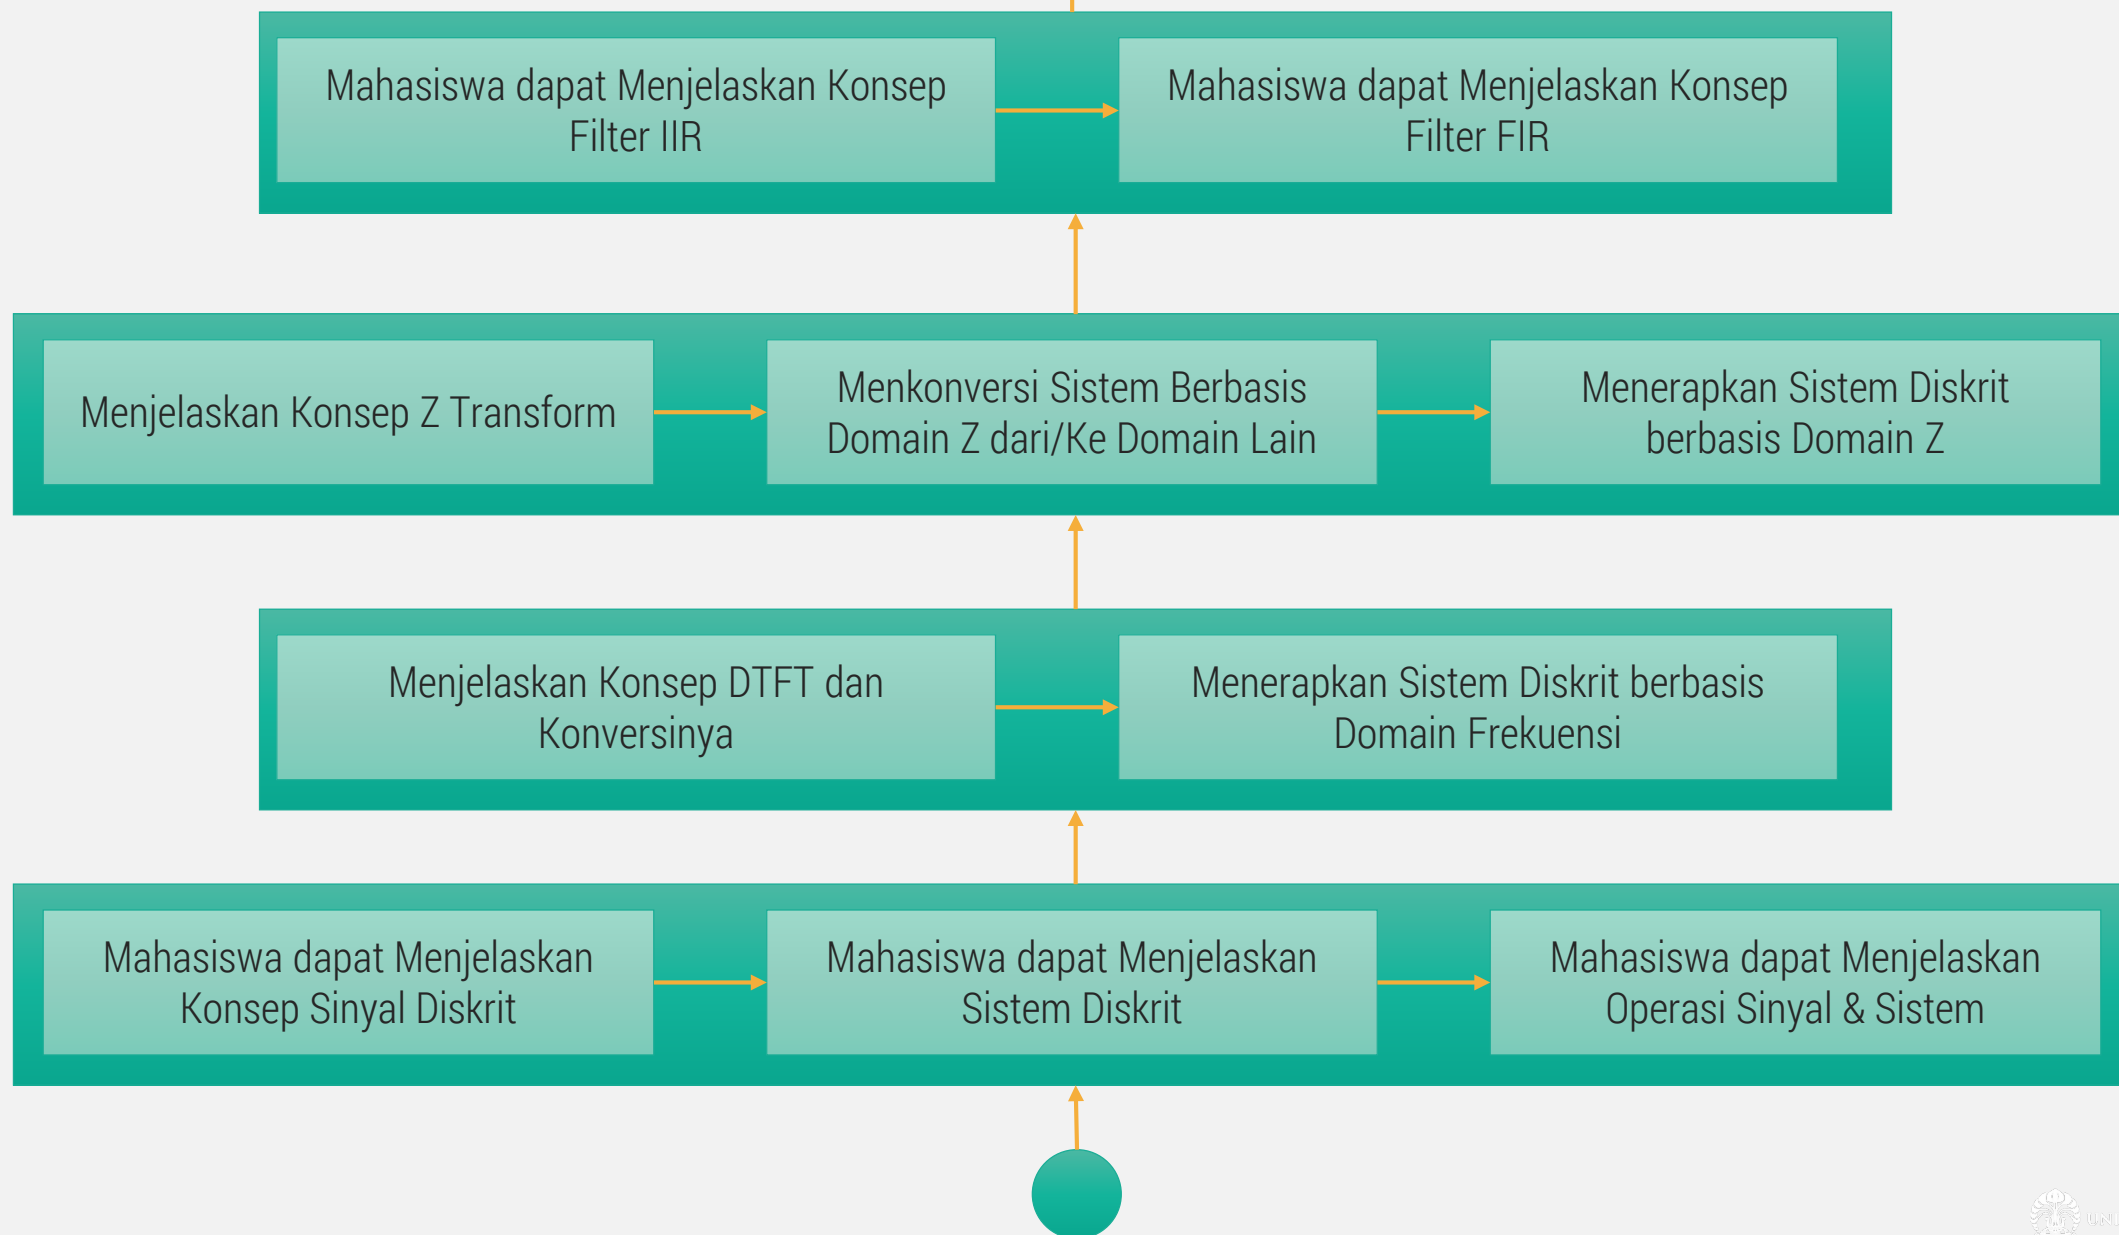 Mahasiswa dapat Menjelaskan Konsep
Filter IIR
Mahasiswa dapat Menjelaskan Konsep
Filter FIR
Menjelaskan Konsep Z Transform
Menkonversi Sistem Berbasis
Domain Z dari/Ke Domain Lain
Menerapkan Sistem Diskrit
berbasis Domain Z
Menjelaskan Konsep DTFT dan
Konversinya
Menerapkan Sistem Diskrit berbasis
Domain Frekuensi
Mahasiswa dapat Menjelaskan
Konsep Sinyal Diskrit
Mahasiswa dapat Menjelaskan
Sistem Diskrit
Mahasiswa dapat Menjelaskan
Operasi Sinyal & Sistem